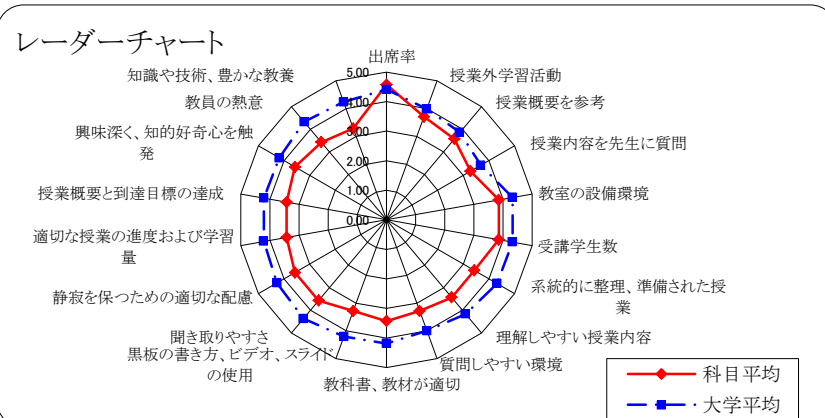 レーダーチャート
出席率
授業外学習活動
授業概要を参考
授業内容を先生に質問
教室の設備環境
受講学生数
系統的に整理、準備された授
業
理解しやすい授業内容
質問しやすい環境
教科書、教材が適切
黒板の書き方、ビデオ、スライド
の使用
聞き取りやすさ
静寂を保つための適切な配慮
適切な授業の進度および学習
量
授業概要と到達目標の達成
興味深く、知的好奇心を触
発
教員の熱意
知識や技術、豊かな教養
5.00
4.00
3.00
2.00
1.00
0.00
科目平均
大学平均